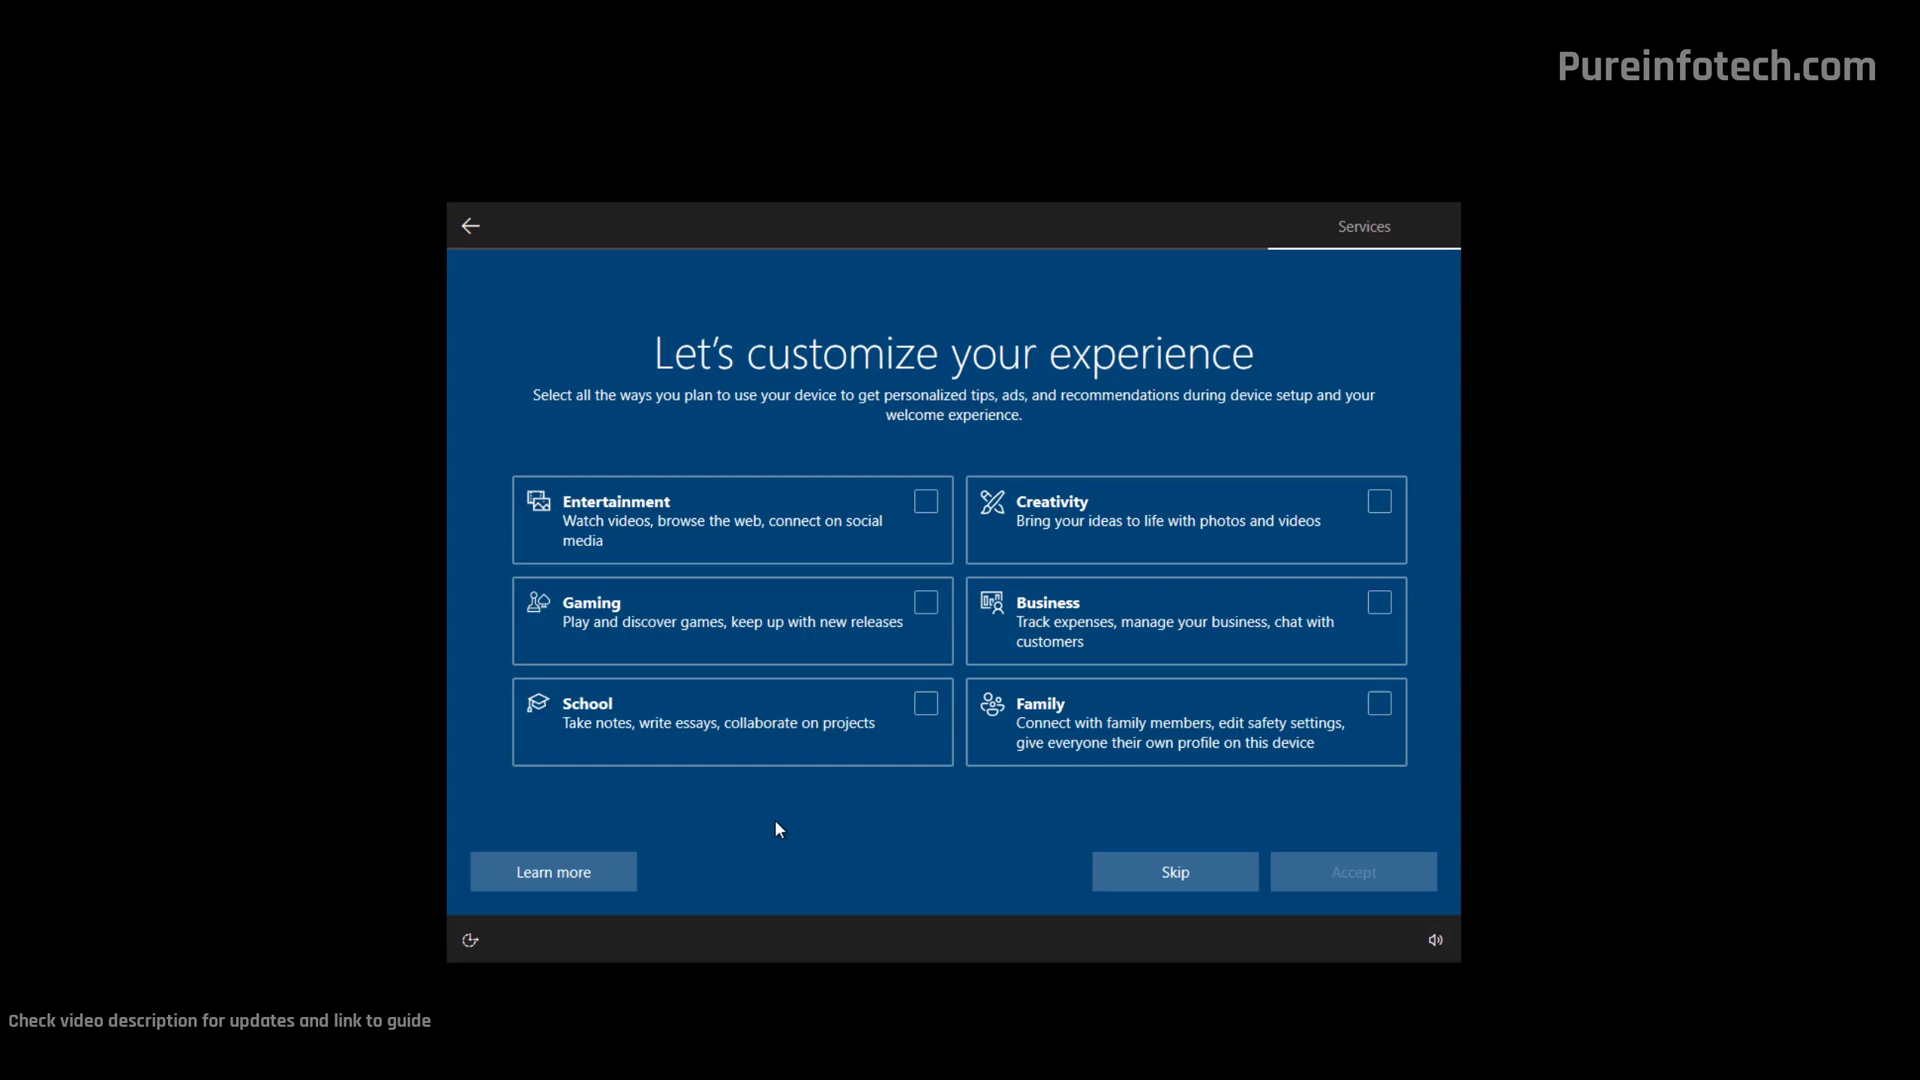 Pureinfotech.com
Services
Let's customize your experience
Select all the ways you plan to use your device to get personalized tips, ads, and recommendations during device setup and your
welcome experience.
Entertainment
Watch videos, browse the web, connect on social
media
Creativity
Bring your ideas to life with photos and videos
Gaming
Play and discover games, keep up with new releases
Business
Track expenses, manage your business, chat with
customers
School
Take notes, write essays, collaborate on projects
Family
Connect with family members, edit safety settings,
give everyone their own profile on this device
Learn more
Skip
Accept
Check video description for updates and link to guide